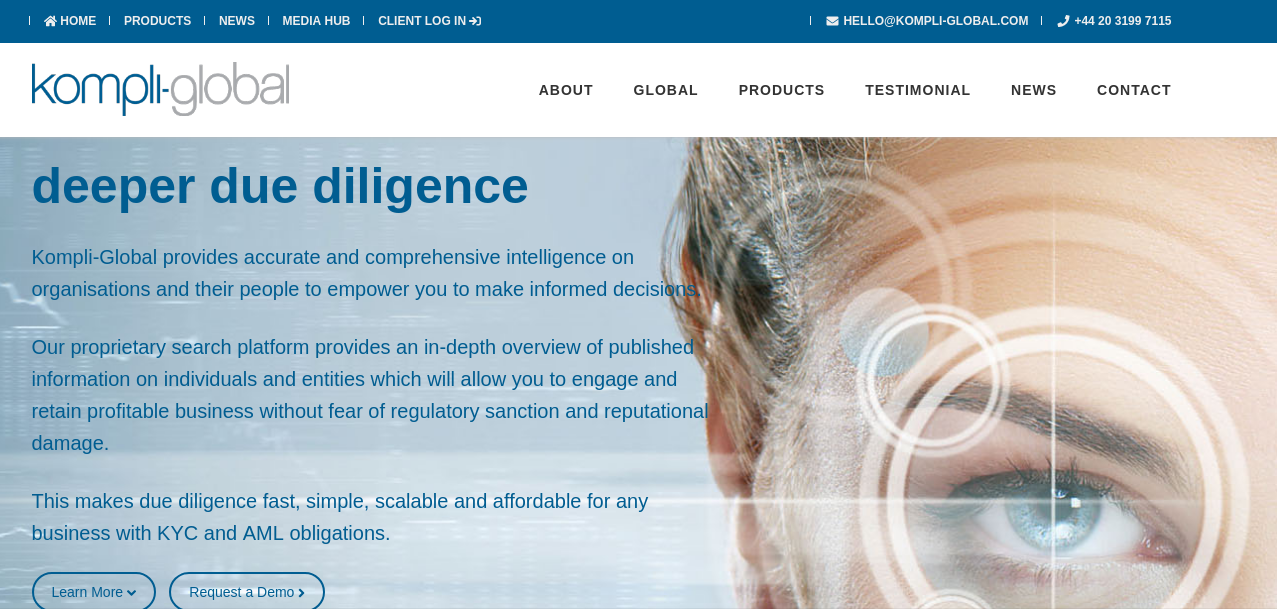 HOME PRODUCTS NEWS MEDIA HUB CLIENT LOG IN HELLO@KOMPLI-GLOBAL.COM +44 20 3199 7115
kompli-global ABOUT GLOBAL PRODUCTS TESTIMONIAL NEWS CONTACT
deeper due diligence
Kompli-Global provides accurate and comprehensive intelligence on
organisations and their people to empower you to make informed decisions.
Our proprietary search platform provides an in-depth overview of published
information on individuals and entities which will allow you to engage and
retain profitable business without fear of regulatory sanction and reputational
damage.
This makes due diligence fast, simple, scalable and affordable for any
business with KYC and AML obligations.
Learn More Request a Demo